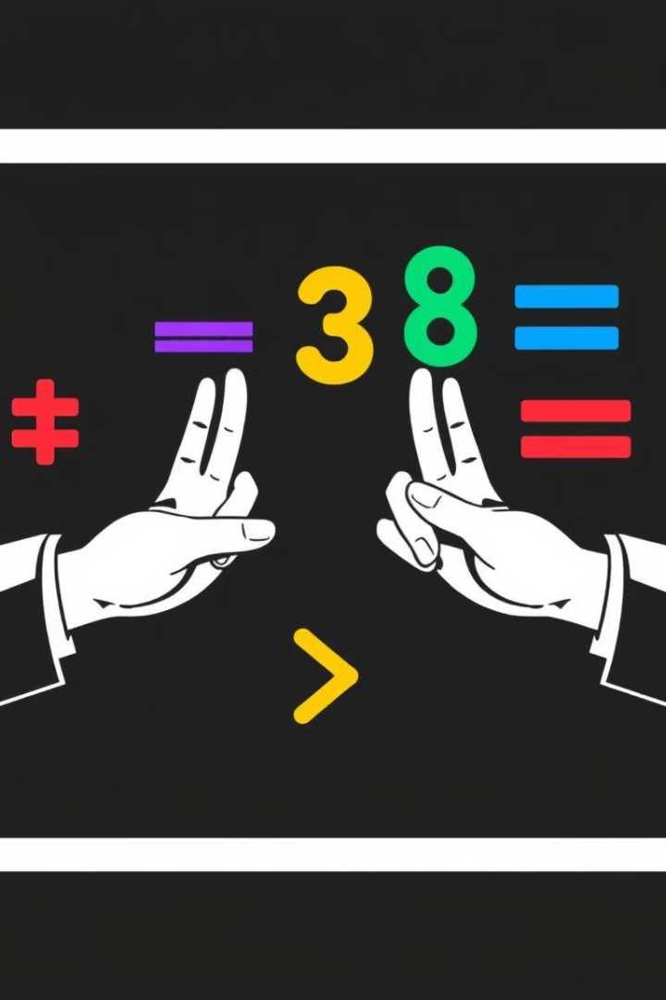 = 38 =
‡ =
>